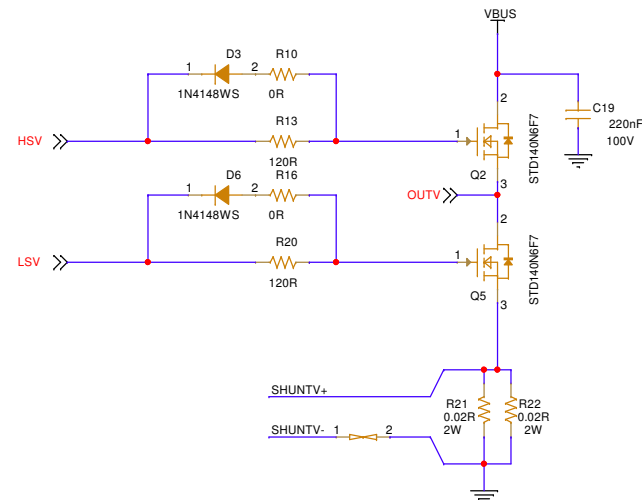 VBUS
D3 R10
1 2
1N4148WS 0R
2
C19
220nF
100V
HSV
R13
1
120R
STD140N6F7
Q2
3
D6 R16
1 2
OUTV
1N4148WS 0R
2
R20
LSV
1
120R
STD140N6F7
Q5
3
SHUNTV+
R21 R22
0.02R 0.02R
2W 2W
SHUNTV- 1 2